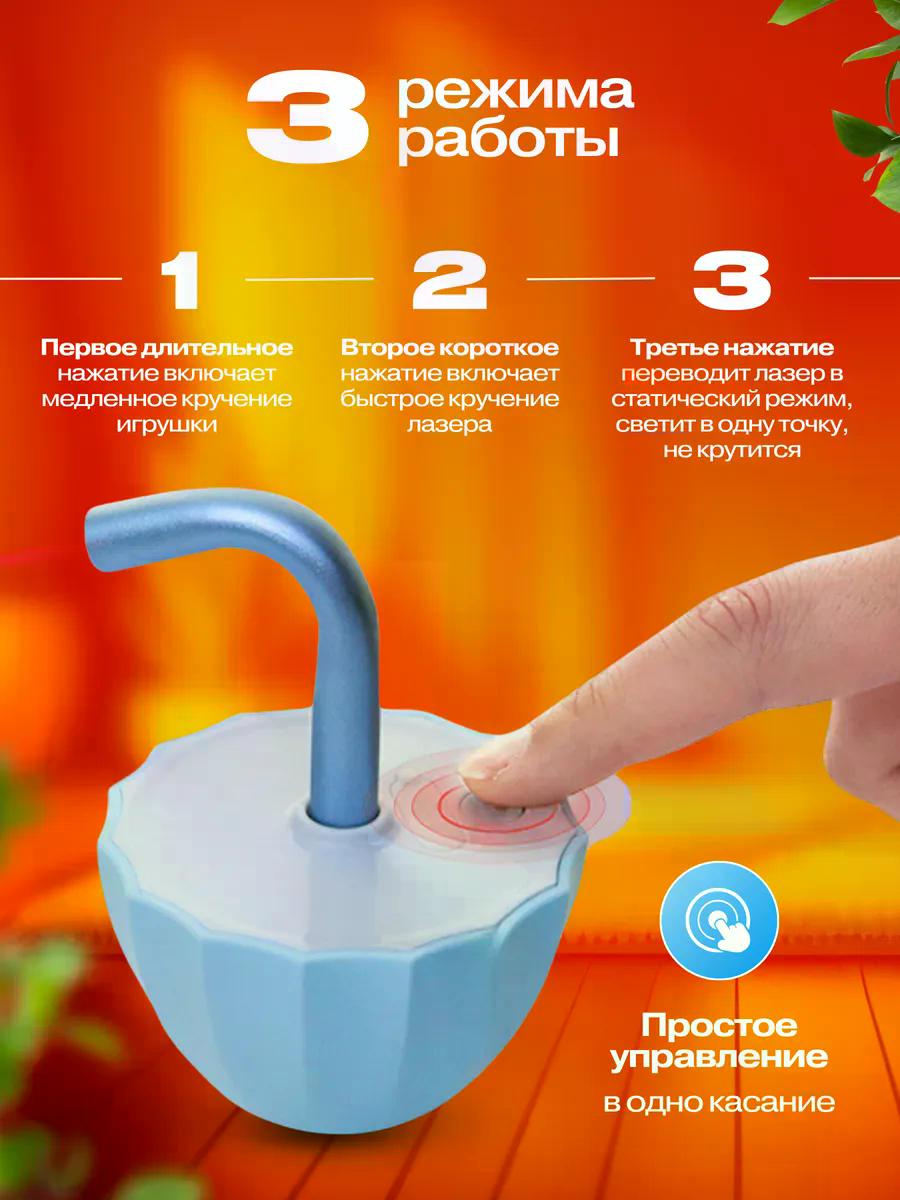 3 режима
работы
1
Первое длительное
нажатие включает
медленное кручение
игрушки
2
Второе короткое
нажатие включает
быстрое кручение
лазера
3
Третье нажатие
переводит лазер в
статический режим,
светит в одну точку,
не крутится
Простое
управление
в одно касание